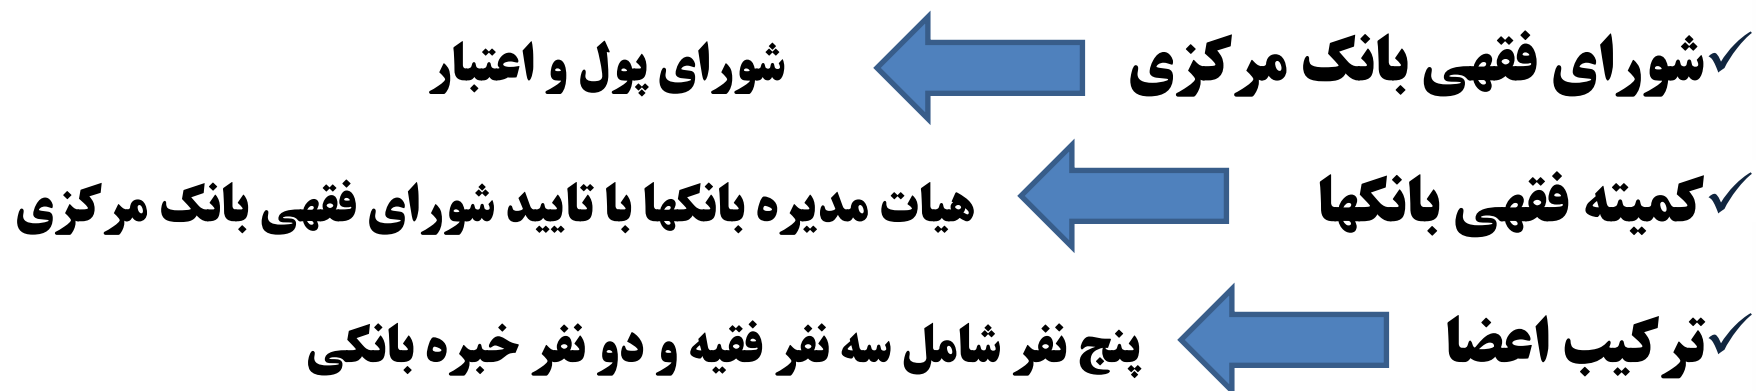 ✓شورای فقهی بانک مرکزی شورای پول و اعتبار
✓کمیته فقهی بانکها هیات مدیره بانکها با تایید شورای فقهی بانک مرکزی
✓ترکیب اعضا پنج نفر شامل سه نفر فقیه و دو نفر خبره بانکی